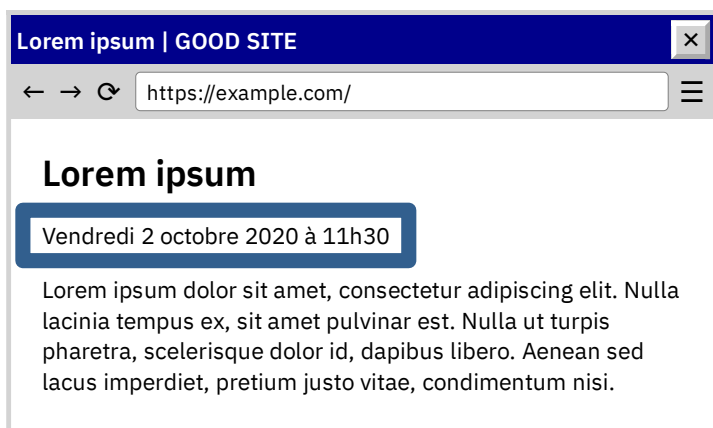 Lorem ipsum | GOOD SITE
https://example.com/
Lorem ipsum
Vendredi 2 octobre 2020 à 11h30
Lorem ipsum dolor sit amet, consectetur adipiscing elit. Nulla
lacinia tempus ex, sit amet pulvinar est. Nulla ut turpis
pharetra, scelerisque dolor id, dapibus libero. Aenean sed
lacus imperdiet, pretium justo vitae, condimentum nisi.